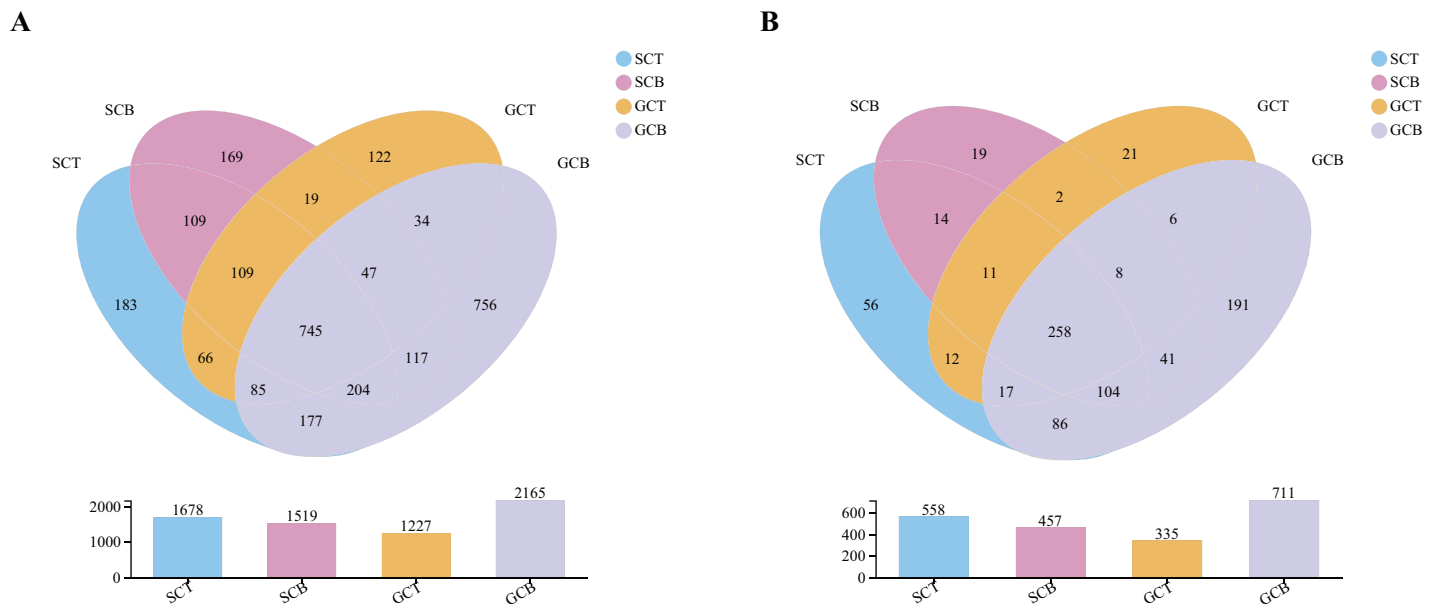 A
SCT
SCB
GCT
GCB
SCB
GCT
SCT
GCB
169
122
19
109
34
109
47
183
756
745
66
117
85
204
177
2000
1000
0
1678
1519
1227
2165
SCT
SCB
GCT
GCB
B
SCT
SCB
GCT
GCB
SCB
GCT
SCT
GCB
19
21
2
14
6
11
8
56
191
258
12
41
17
104
86
600
400
200
0
558
457
335
711
SCT
SCB
GCT
GCB